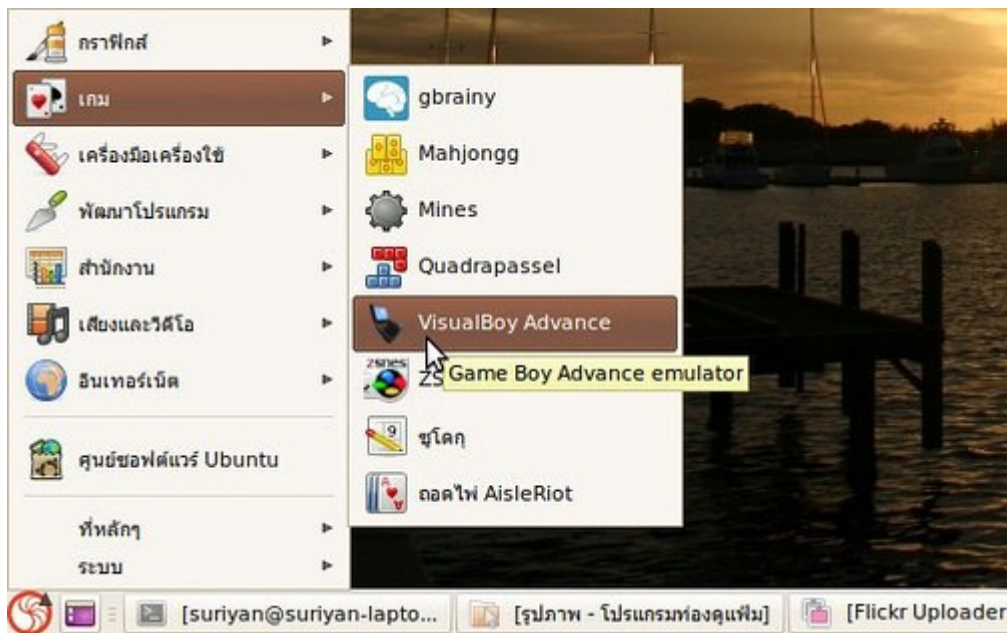 กราฟิกส์
เกม
เครื่องมือเครื่องใช้
พัฒนาโปรแกรม
สำนักงาน
เสียงและวิดีโอ
อินเทอร์เน็ต
ศูนย์ซอฟต์แวร์ Ubuntu
ที่หลักๆ
ระบบ
gbrainy
Mahjongg
Mines
Quadrapassel
VisualBoy Advance
Game Boy Advance emulator
zsnes
ZS
ซูโดกุ
ถอดไพ่ AisleRiot
[suriyan@suriyan-lapto...
[รูปภาพ - โปรแกรมท่องดูแฟ้ม]
[Flickr Uploader